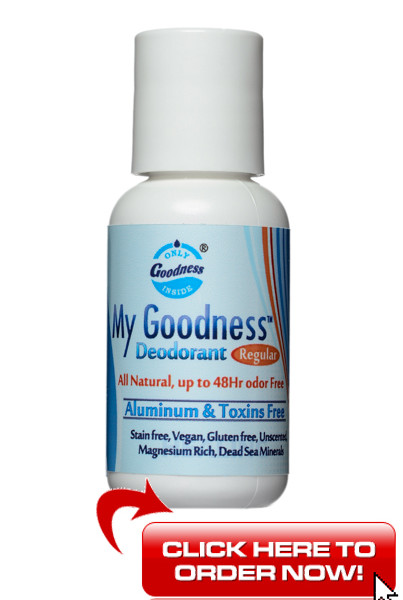 ONLY
Goodness
INSIDE
®
My Goodness™
Deodorant Regular
All Natural, up to 48Hr odor Free
Aluminum & Toxins Free
Stain free, Vegan, Gluten free, Unscented,
Magnesium Rich, Dead Sea Minerals
CLICK HERE TO
ORDER NOW!